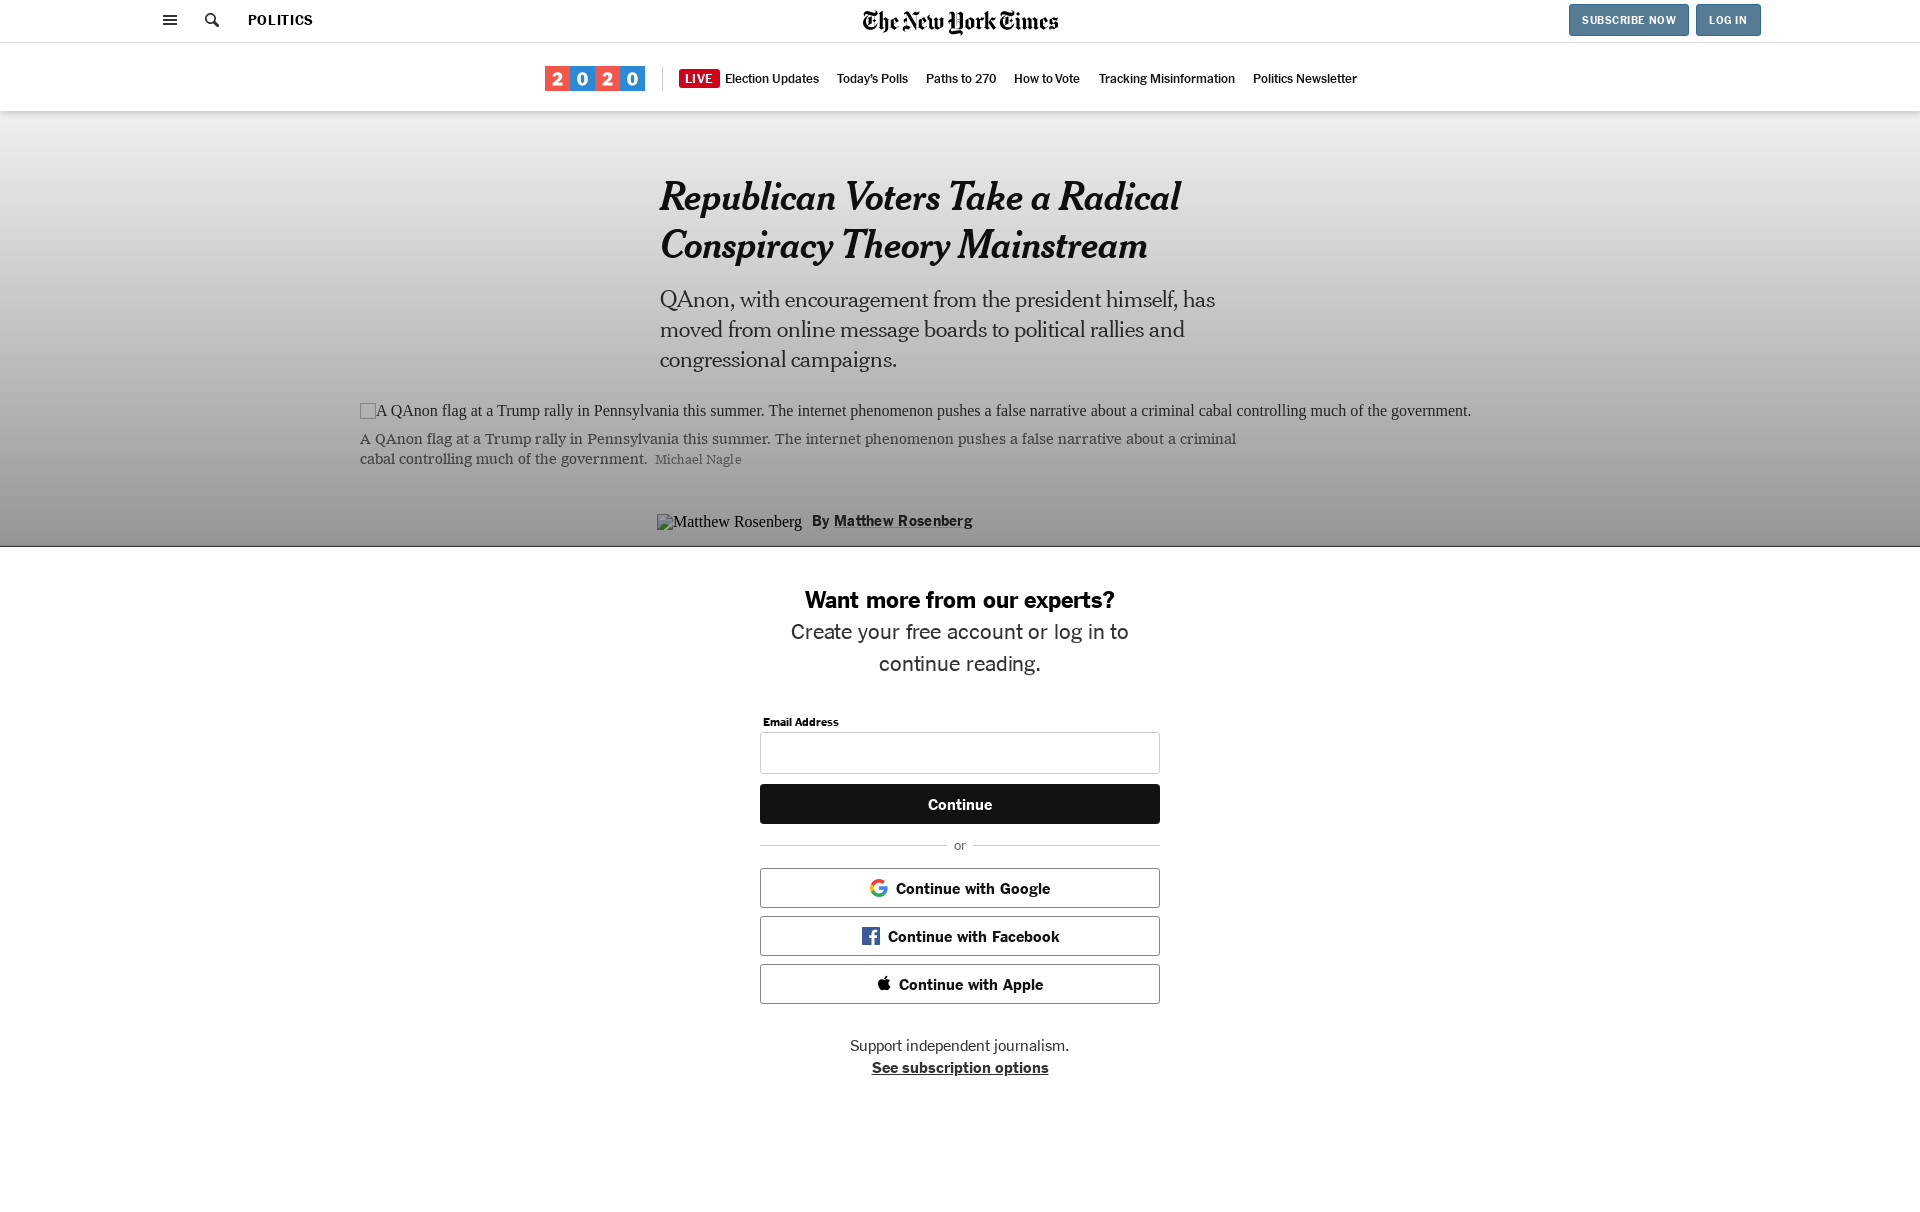 POLITICS
The New York Times
SUBSCRIBE NOW
LOG IN
2020
LIVE Election Updates
Today's Polls
Paths to 270
How to Vote
Tracking Misinformation
Politics Newsletter
Republican Voters Take a Radical
Conspiracy Theory Mainstream
QAnon, with encouragement from the president himself, has
moved from online message boards to political rallies and
congressional campaigns.
A QAnon flag at a Trump rally in Pennsylvania this summer. The internet phenomenon pushes a false narrative about a criminal cabal controlling much of the government.
A QAnon flag at a Trump rally in Pennsylvania this summer. The internet phenomenon pushes a false narrative about a criminal
cabal controlling much of the government. Michael Nagle
Matthew Rosenberg By Matthew Rosenberg
Want more from our experts?
Create your free account or log in to
continue reading.
Email Address
Continue
or
Continue with Google
Continue with Facebook
Continue with Apple
Support independent journalism.
See subscription options